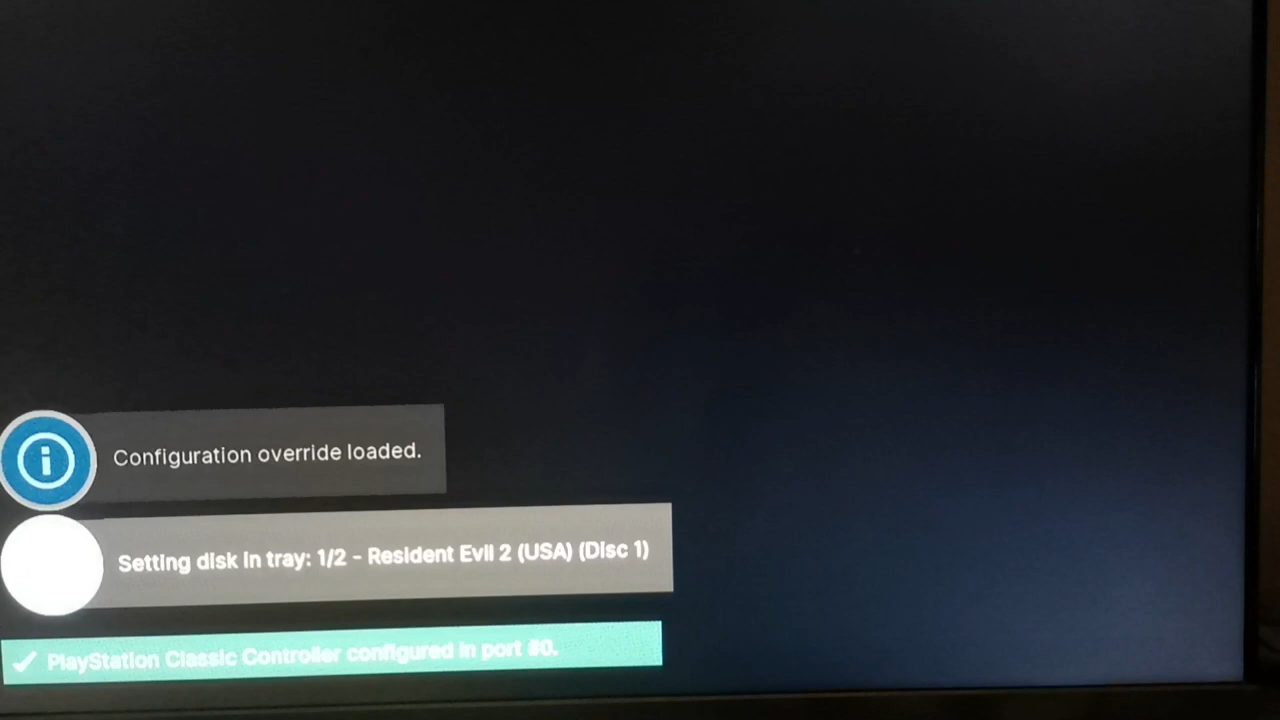 Configuration override loaded.
Setting disk in tray: 1/2 - Resident Evil 2 (USA) (Disc 1)
PlayStation Classic Controller configured in port #0.